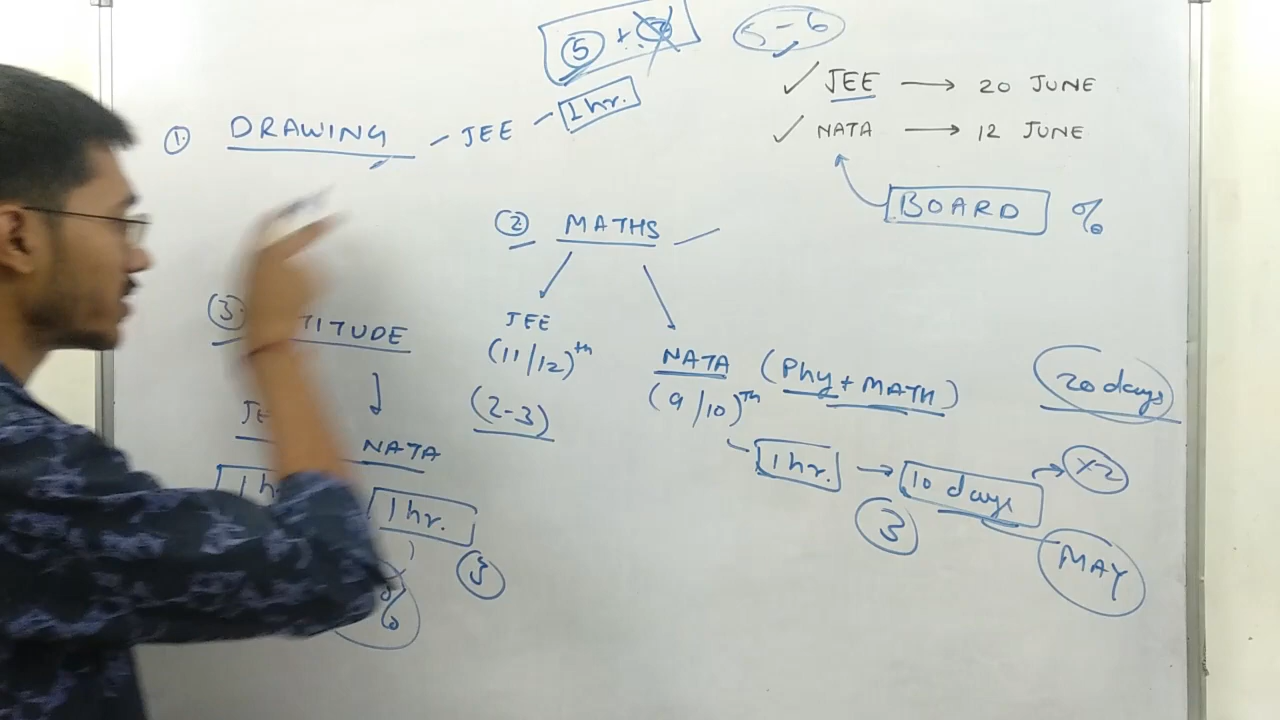 5 + 5-6
✓ JEE → 20 JUNE
✓ NATA → 12 JUNE
BOARD %
① DRAWING - JEE - 1 hr.
② MATHS
JEE
(11/12)th
(2-3)
NATA (Phy + MATH)
(9/10)TH
1 hr. → 10 days → x2
3
MAY
20 days
③
NATA
1 hr.
3
%